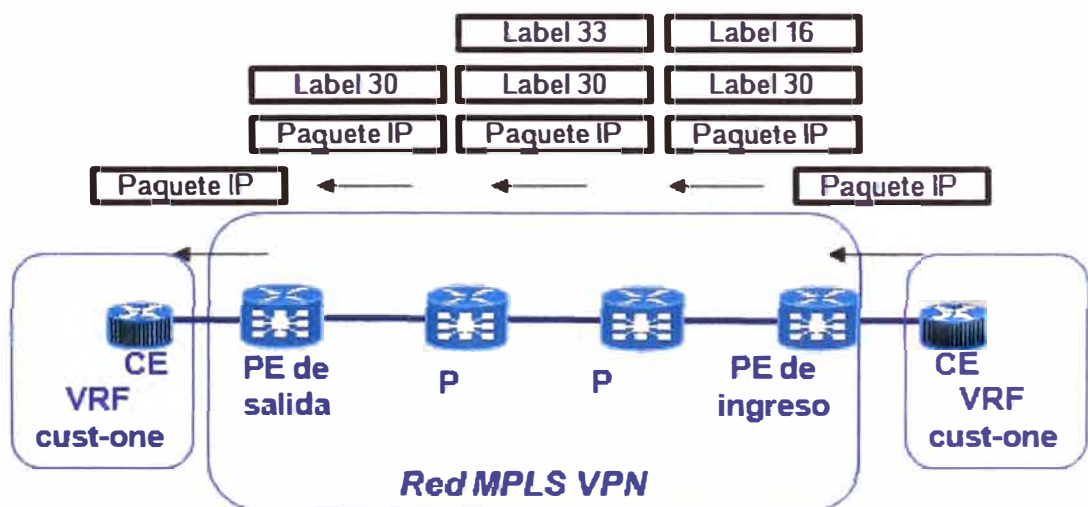 Label 33
Label 16
Label 30
Label 30
Label 30
Paquete IP
Paquete IP
Paquete IP
Paquete IP
Paquete IP
CE
VRF
cust-one
PE de
salida
P
P
PE de
ingreso
CE
VRF
cust-one
Red MPLS VPN